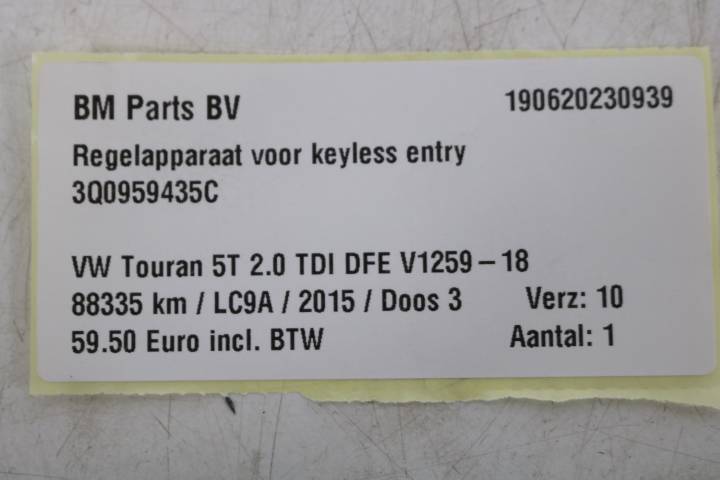 BM Parts BV 190620230939
Regelapparaat voor keyless entry
3Q0959435C
VW Touran 5T 2.0 TDI DFE V1259-18
88335 km / LC9A / 2015 / Doos 3 Verz: 10
59.50 Euro incl. BTW Aantal: 1